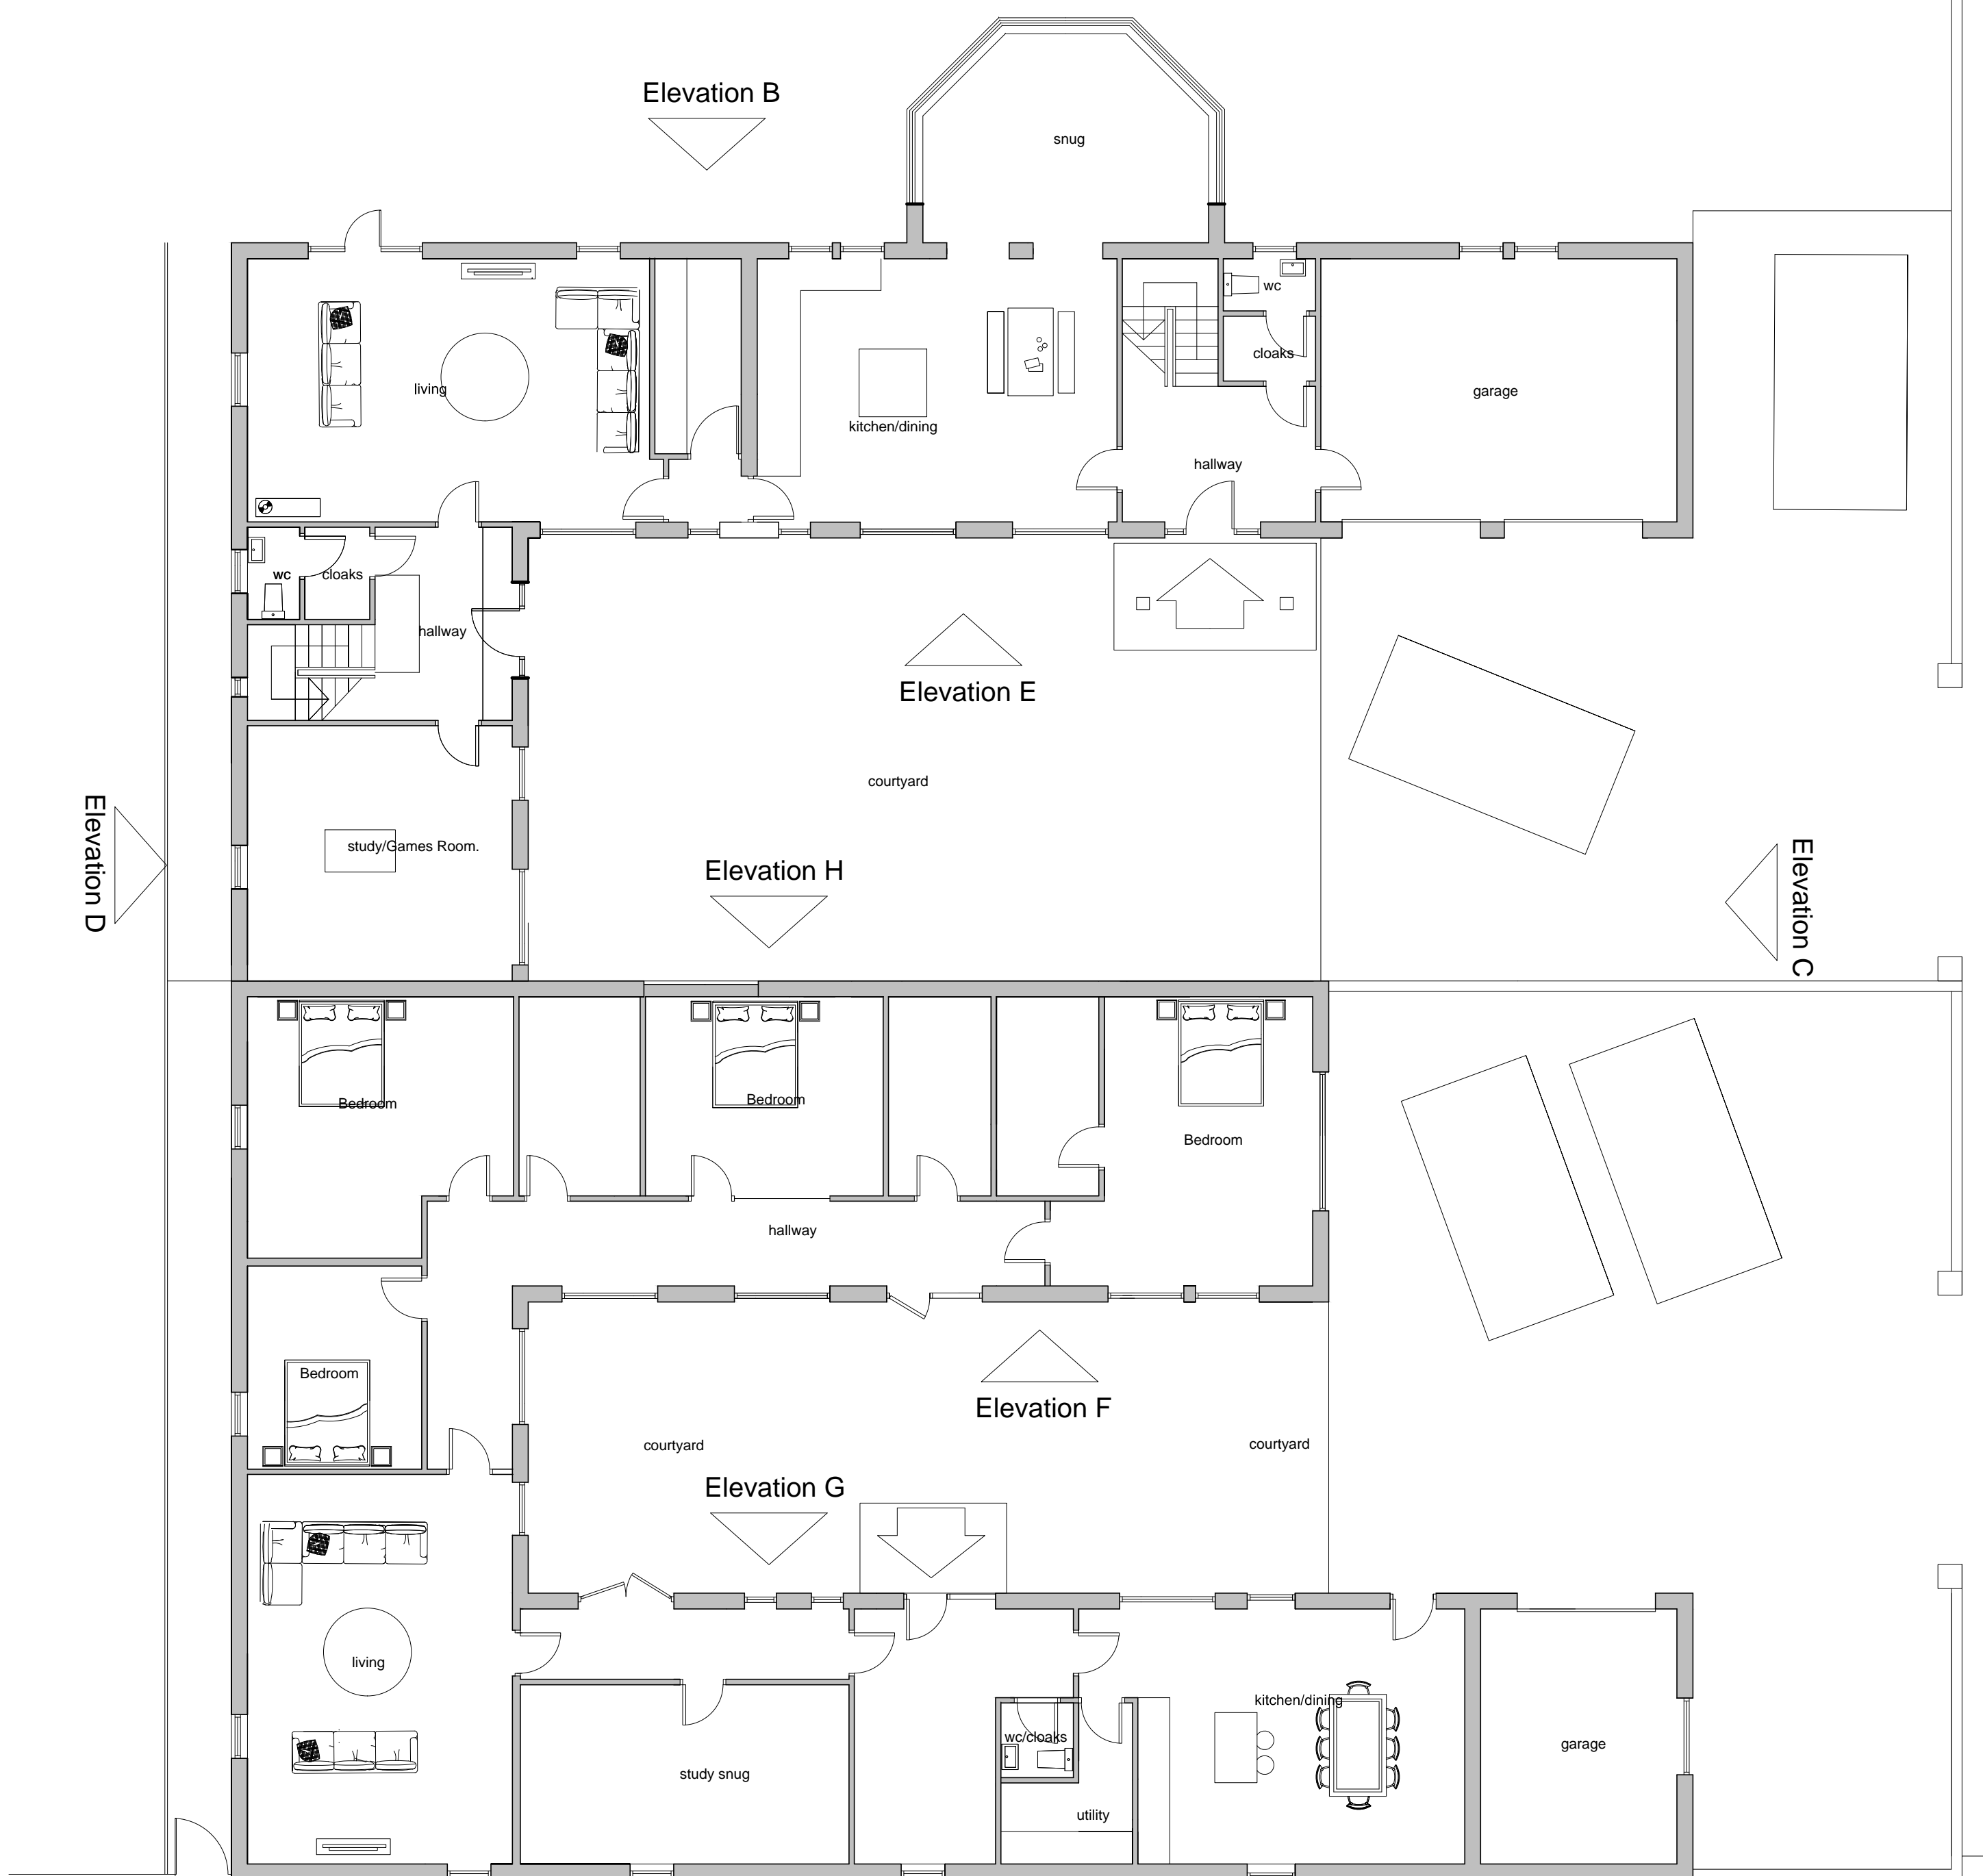 Elevation B
snug
wc
cloaks
living
garage
kitchen/dining
hallway
wc
cloaks
hallway
Elevation E
courtyard
study/Games Room.
Elevation D
Elevation H
Elevation C
Bedroom
Bedroom
Bedroom
hallway
Bedroom
Elevation F
courtyard
courtyard
Elevation G
living
kitchen/dining
wc/cloaks
garage
study snug
utility